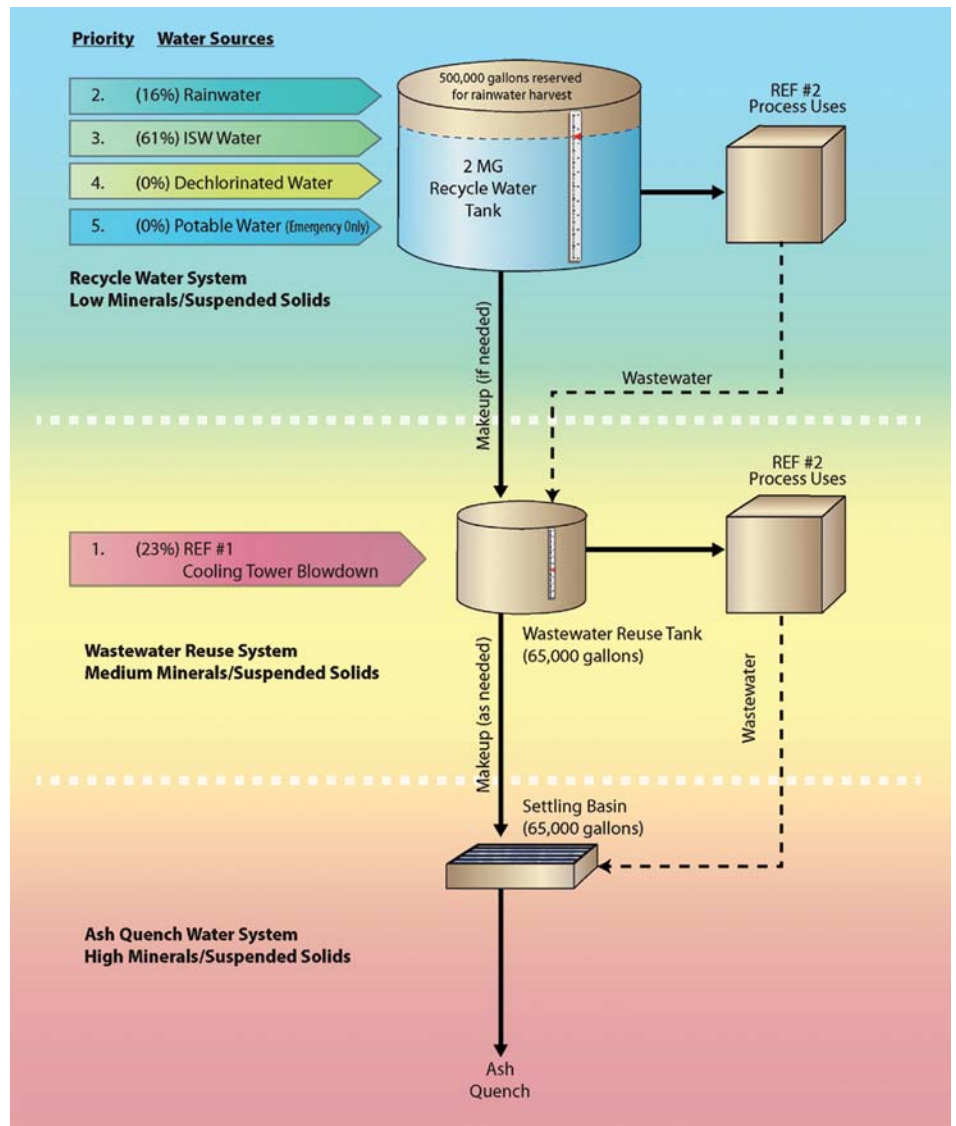 Priority Water Sources
2. (16%) Rainwater
3. (61%) ISW Water
4. (0%) Dechlorinated Water
5. (0%) Potable Water (Emergency Only)
Recycle Water System
Low Minerals/Suspended Solids
500,000 gallons reserved
for rainwater harvest
2 MG
Recycle Water
Tank
REF #2
Process Uses
Makeup (if needed)
Wastewater
1. (23%) REF #1
Cooling Tower Blowdown
REF #2
Process Uses
Wastewater Reuse Tank
(65,000 gallons)
Wastewater Reuse System
Medium Minerals/Suspended Solids
Makeup (as needed)
Wastewater
Settling Basin
(65,000 gallons)
Ash Quench Water System
High Minerals/Suspended Solids
Ash
Quench